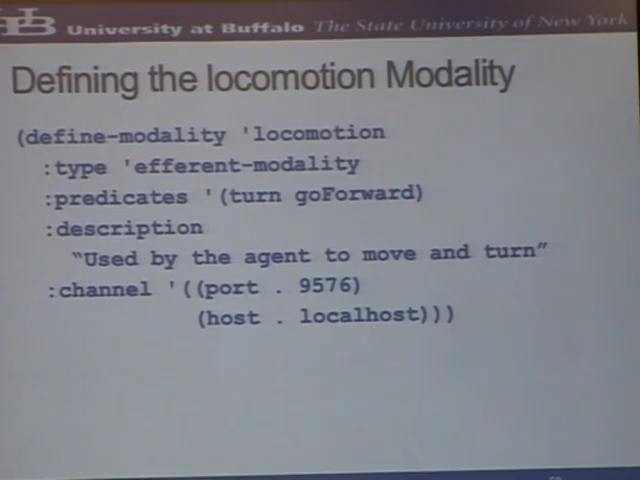 University at Buffalo The State University of New York
Defining the locomotion Modality
(define-modality 'locomotion
:type 'efferent-modality
:predicates '(turn goForward)
:description
“Used by the agent to move and turn”
:channel '((port . 9576)
(host . localhost)))